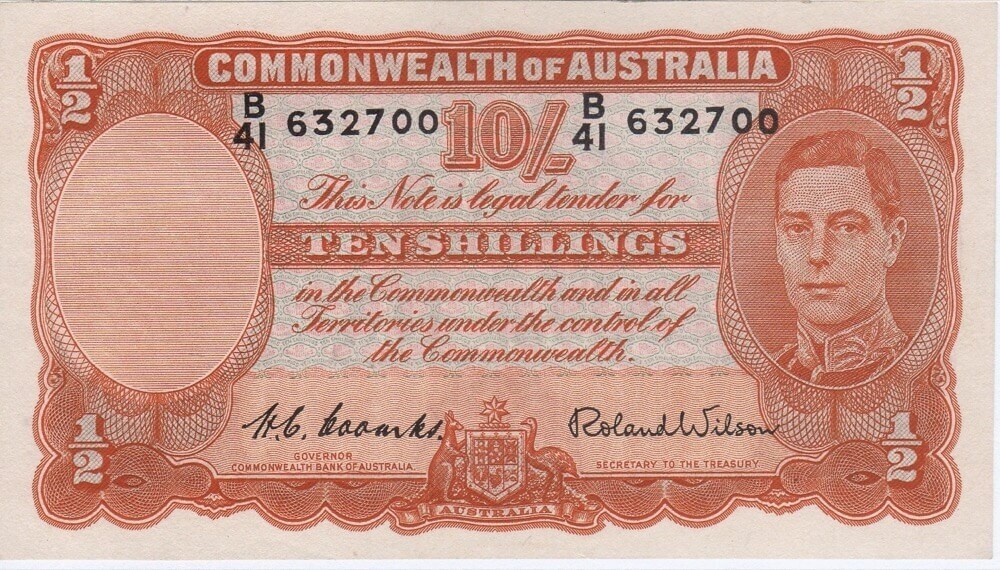 1/2 COMMONWEALTH OF AUSTRALIA 1/2
B/41 632700 10/- B/41 632700
This Note is legal tender for
TEN SHILLINGS
in the Commonwealth and in all
Territories under the control of
the Commonwealth.
H.C. Coombs. Roland Wilson
GOVERNOR
COMMONWEALTH BANK OF AUSTRALIA
SECRETARY TO THE TREASURY
1/2 1/2
AUSTRALIA